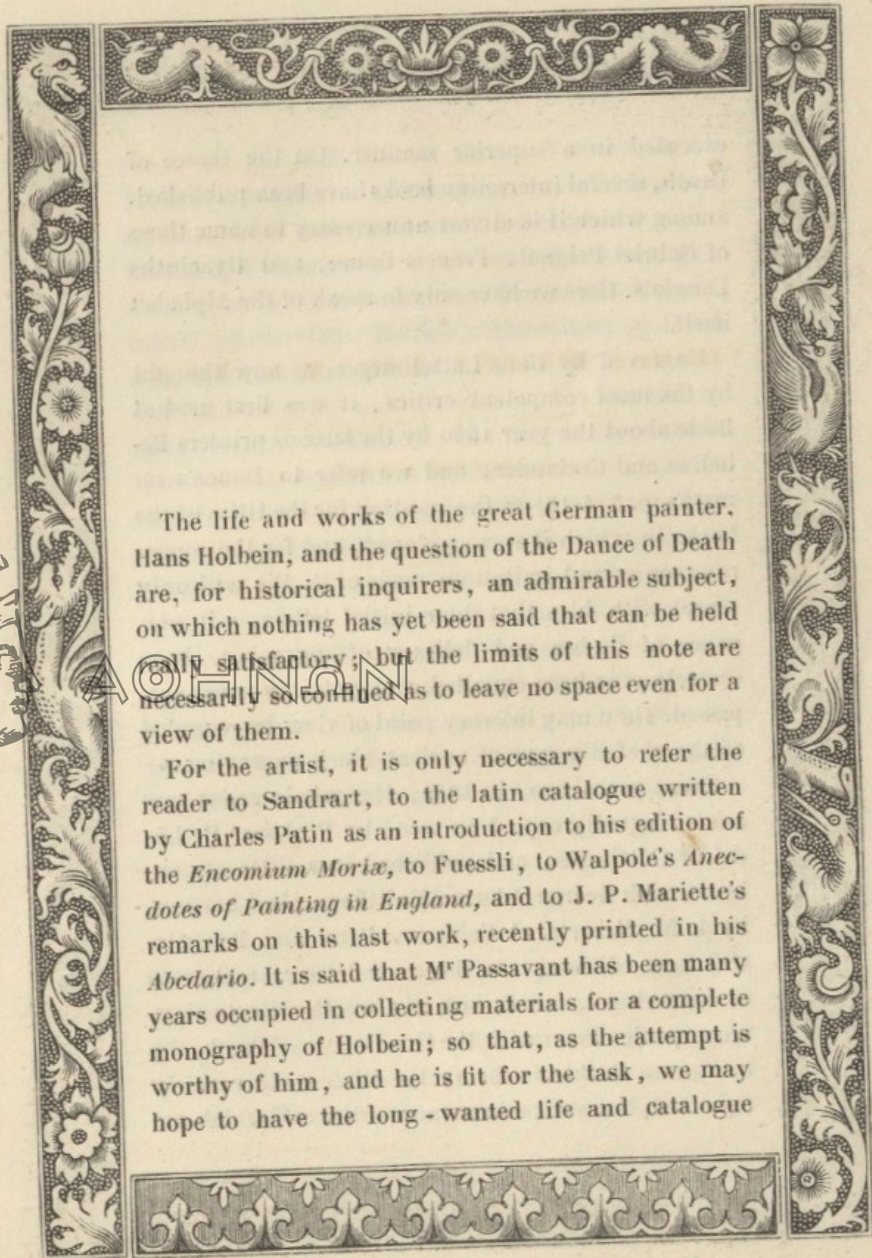 The life and works of the great German painter.
Hans Holbein, and the question of the Dance of Death
are, for historical inquirers, an admirable subject,
on which nothing has yet been said that can be held
really satisfactory; but the limits of this note are
ΑΘΗΝΩΝ
necessarily so confined as to leave no space even for a
view of them.
For the artist, it is only necessary to refer the
reader to Sandrart, to the latin catalogue written
by Charles Patin as an introduction to his edition of
the Encomium Moriæ, to Fuessli, to Walpole's Anec-
dotes of Painting in England, and to J. P. Mariette's
remarks on this last work, recently printed in his
Abcdario. It is said that Mʳ Passavant has been many
years occupied in collecting materials for a complete
monography of Holbein; so that, as the attempt is
worthy of him, and he is fit for the task, we may
hope to have the long-wanted life and catalogue